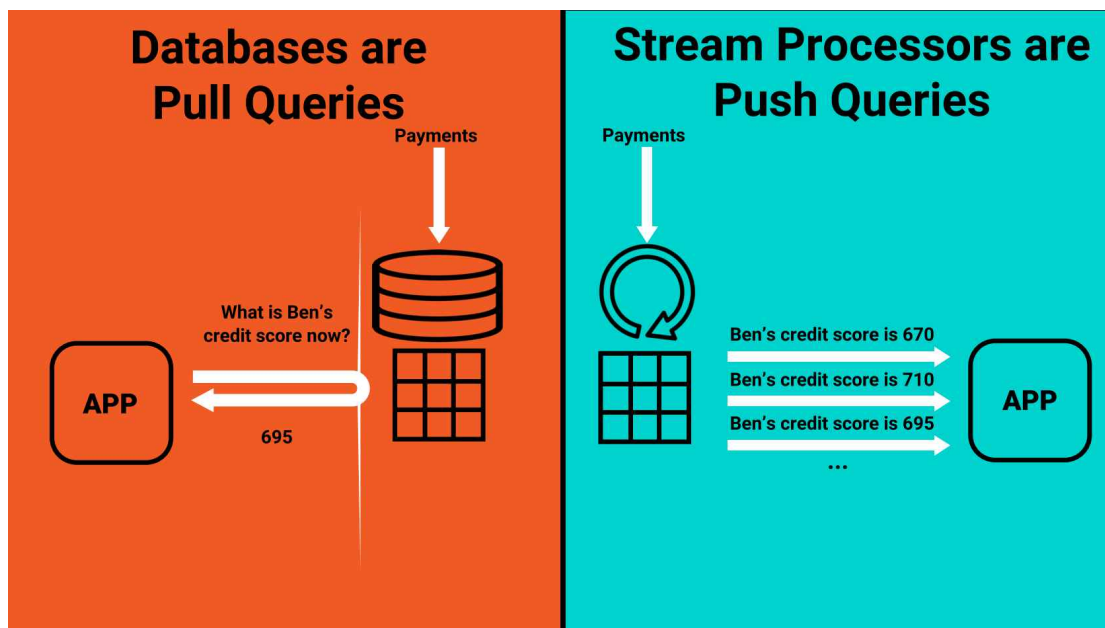 Databases are
Pull Queries
Payments
What is Ben's
credit score now?
APP
695
Stream Processors are
Push Queries
Payments
Ben's credit score is 670
Ben's credit score is 710
Ben's credit score is 695
...
APP